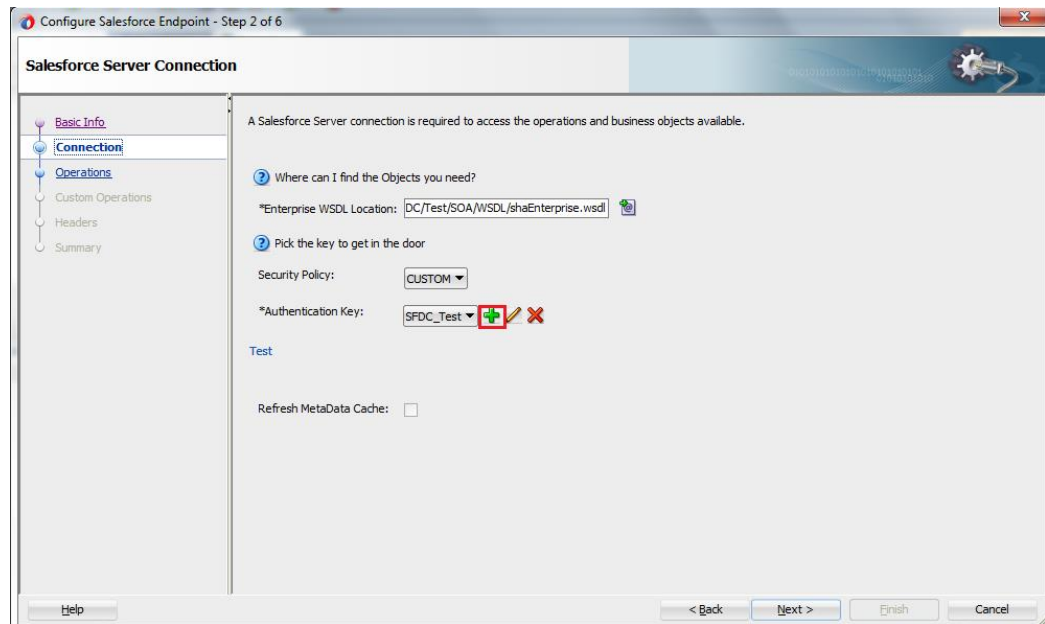 Configure Salesforce Endpoint - Step 2 of 6
x
Salesforce Server Connection
Basic Info
Connection
Operations
Custom Operations
Headers
Summary
A Salesforce Server connection is required to access the operations and business objects available.
? Where can I find the Objects you need?
*Enterprise WSDL Location: DC/Test/SOA/WSDL/shaEnterprise.wsdl
? Pick the key to get in the door
Security Policy: CUSTOM
*Authentication Key: SFDC_Test
Test
Refresh MetaData Cache:
Help
< Back
Next >
Finish
Cancel